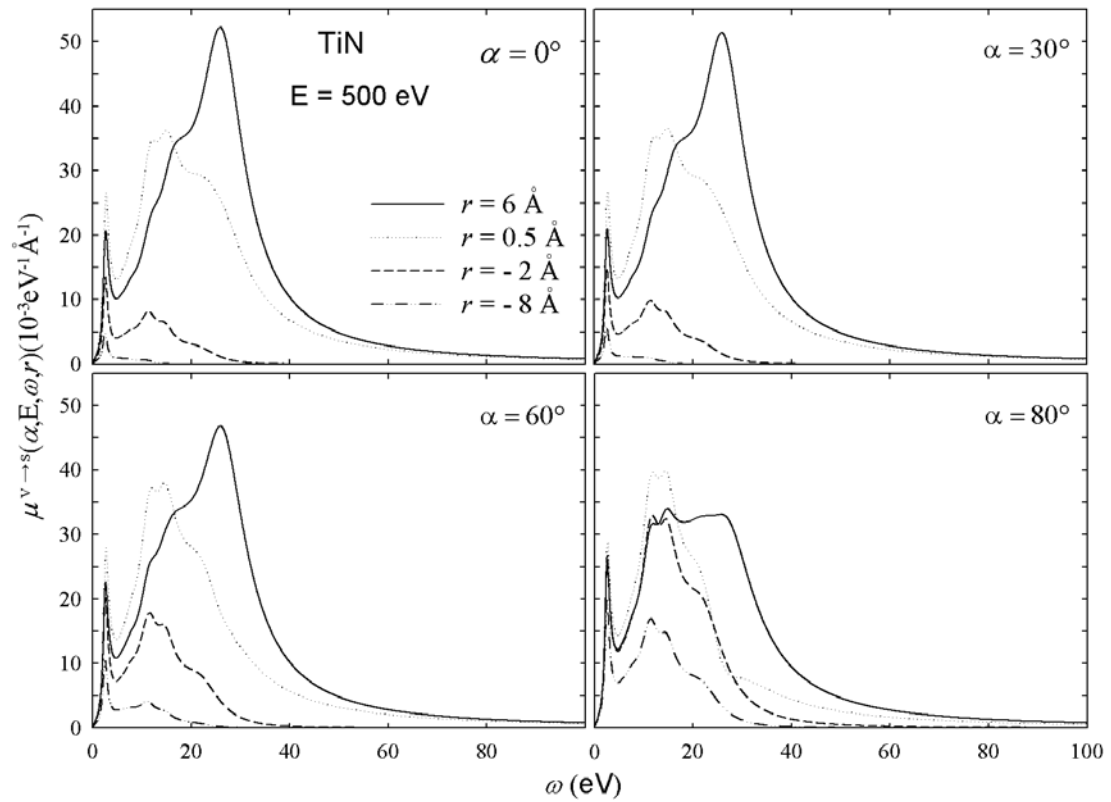 TiN
E = 500 eV
α = 0°
α = 30°
r = 6 Å
r = 0.5 Å
r = - 2 Å
r = - 8 Å
α = 60°
α = 80°
50
40
30
20
10
0
50
40
30
20
10
0
0 20 40 60 80
0 20 40 60 80 100
μᵛ→ˢ(α,E,ω,r)(10⁻³eV⁻¹Å⁻¹)
ω (eV)